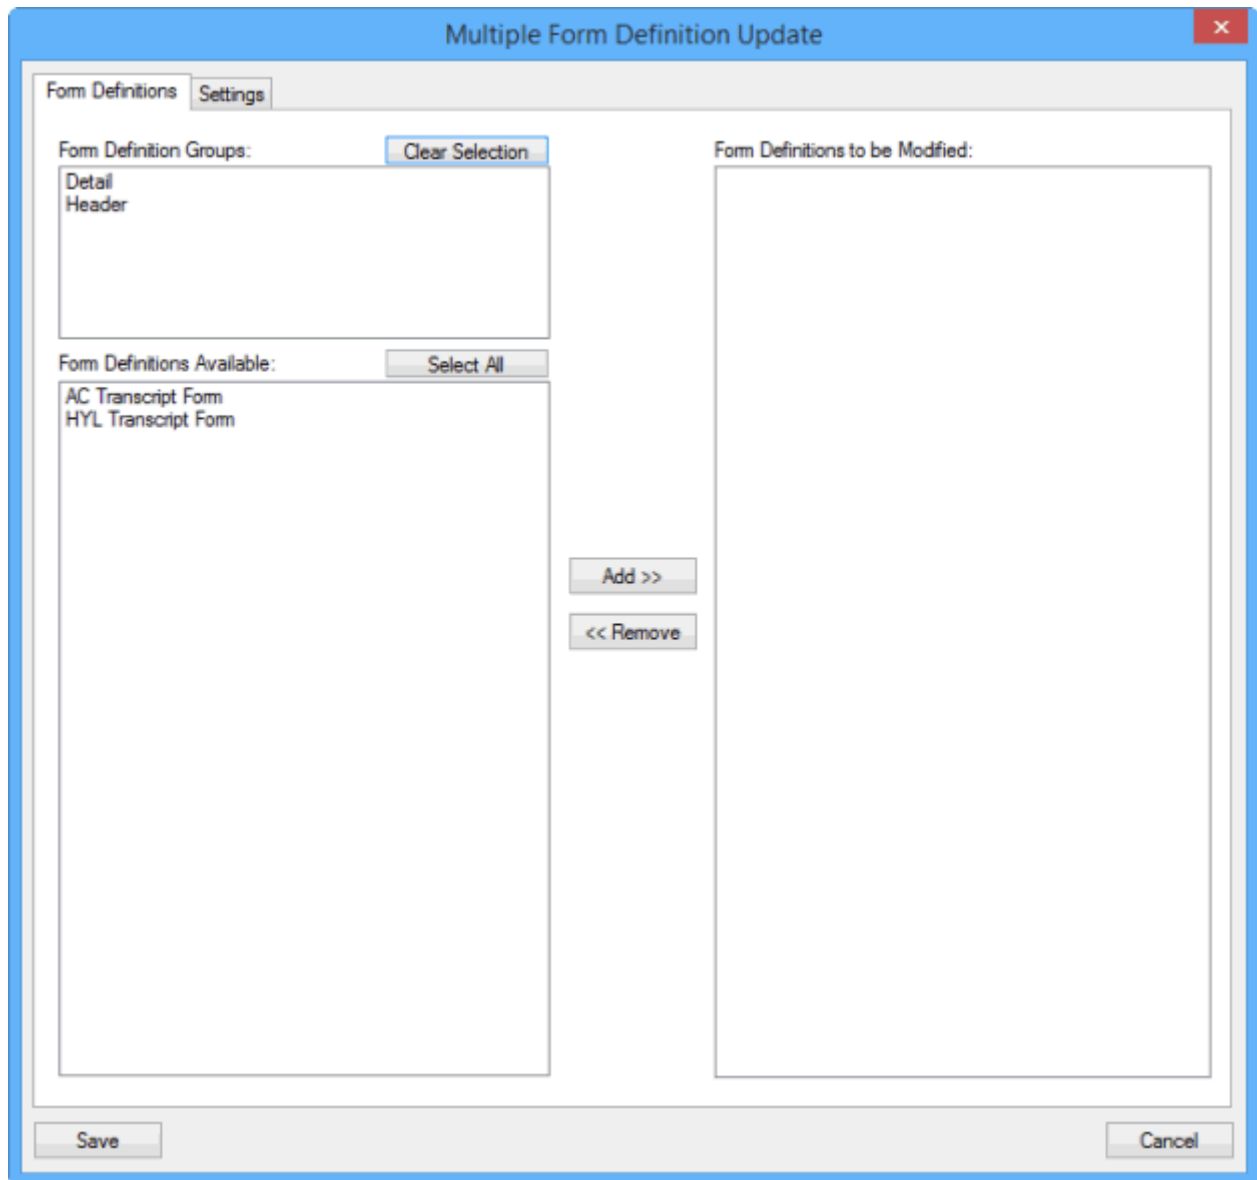 Multiple Form Definition Update
Form Definitions Settings
Form Definition Groups: Clear Selection
Detail
Header
Form Definitions Available: Select All
AC Transcript Form
HYL Transcript Form
Add >>
<< Remove
Form Definitions to be Modified:
Save Cancel